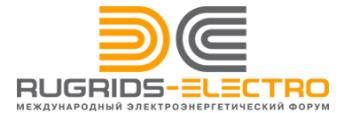 RUGRIDS-ELECTRO
МЕЖДУНАРОДНЫЙ ЭЛЕКТРОЭНЕРГЕТИЧЕСКИЙ ФОРУМ